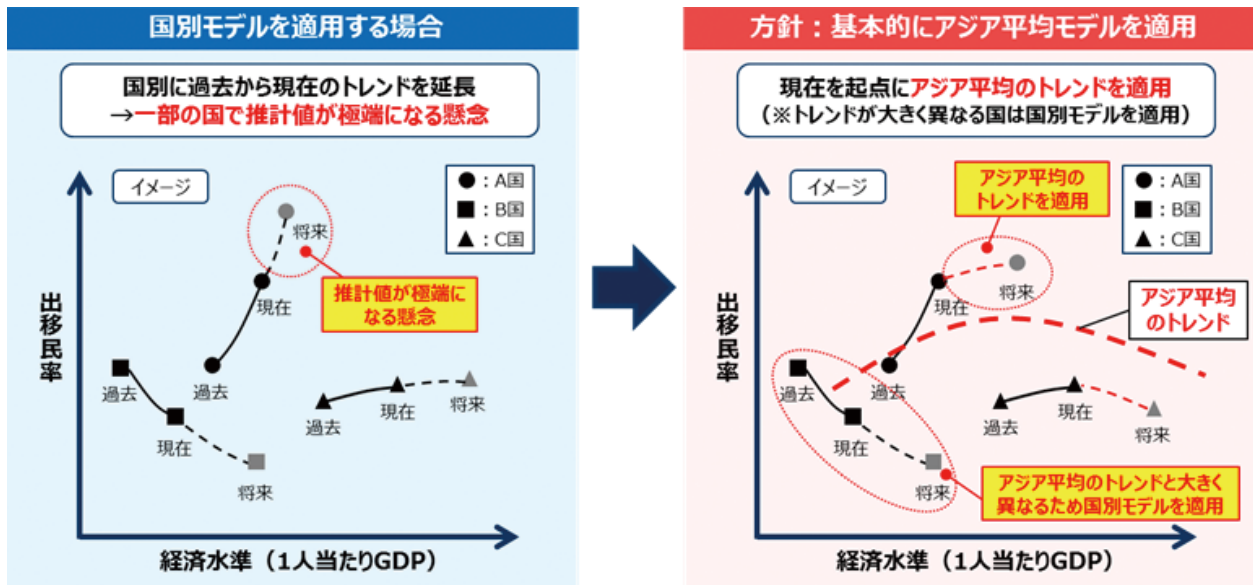 国別モデルを適用する場合
国別に過去から現在のトレンドを延長
→一部の国で推計値が極端になる懸念
イメージ
●：A国
■：B国
▲：C国
将来
推計値が極端に
なる懸念
現在
過去
過去
現在
将来
過去
現在
将来
出移民率
経済水準（1人当たりGDP）
方針：基本的にアジア平均モデルを適用
現在を起点にアジア平均のトレンドを適用
（※トレンドが大きく異なる国は国別モデルを適用）
イメージ
アジア平均の
トレンドを適用
●：A国
■：B国
▲：C国
将来
現在
アジア平均
のトレンド
過去
過去
現在
将来
過去
現在
将来
アジア平均のトレンドと大きく
異なるため国別モデルを適用
出移民率
経済水準（1人当たりGDP）